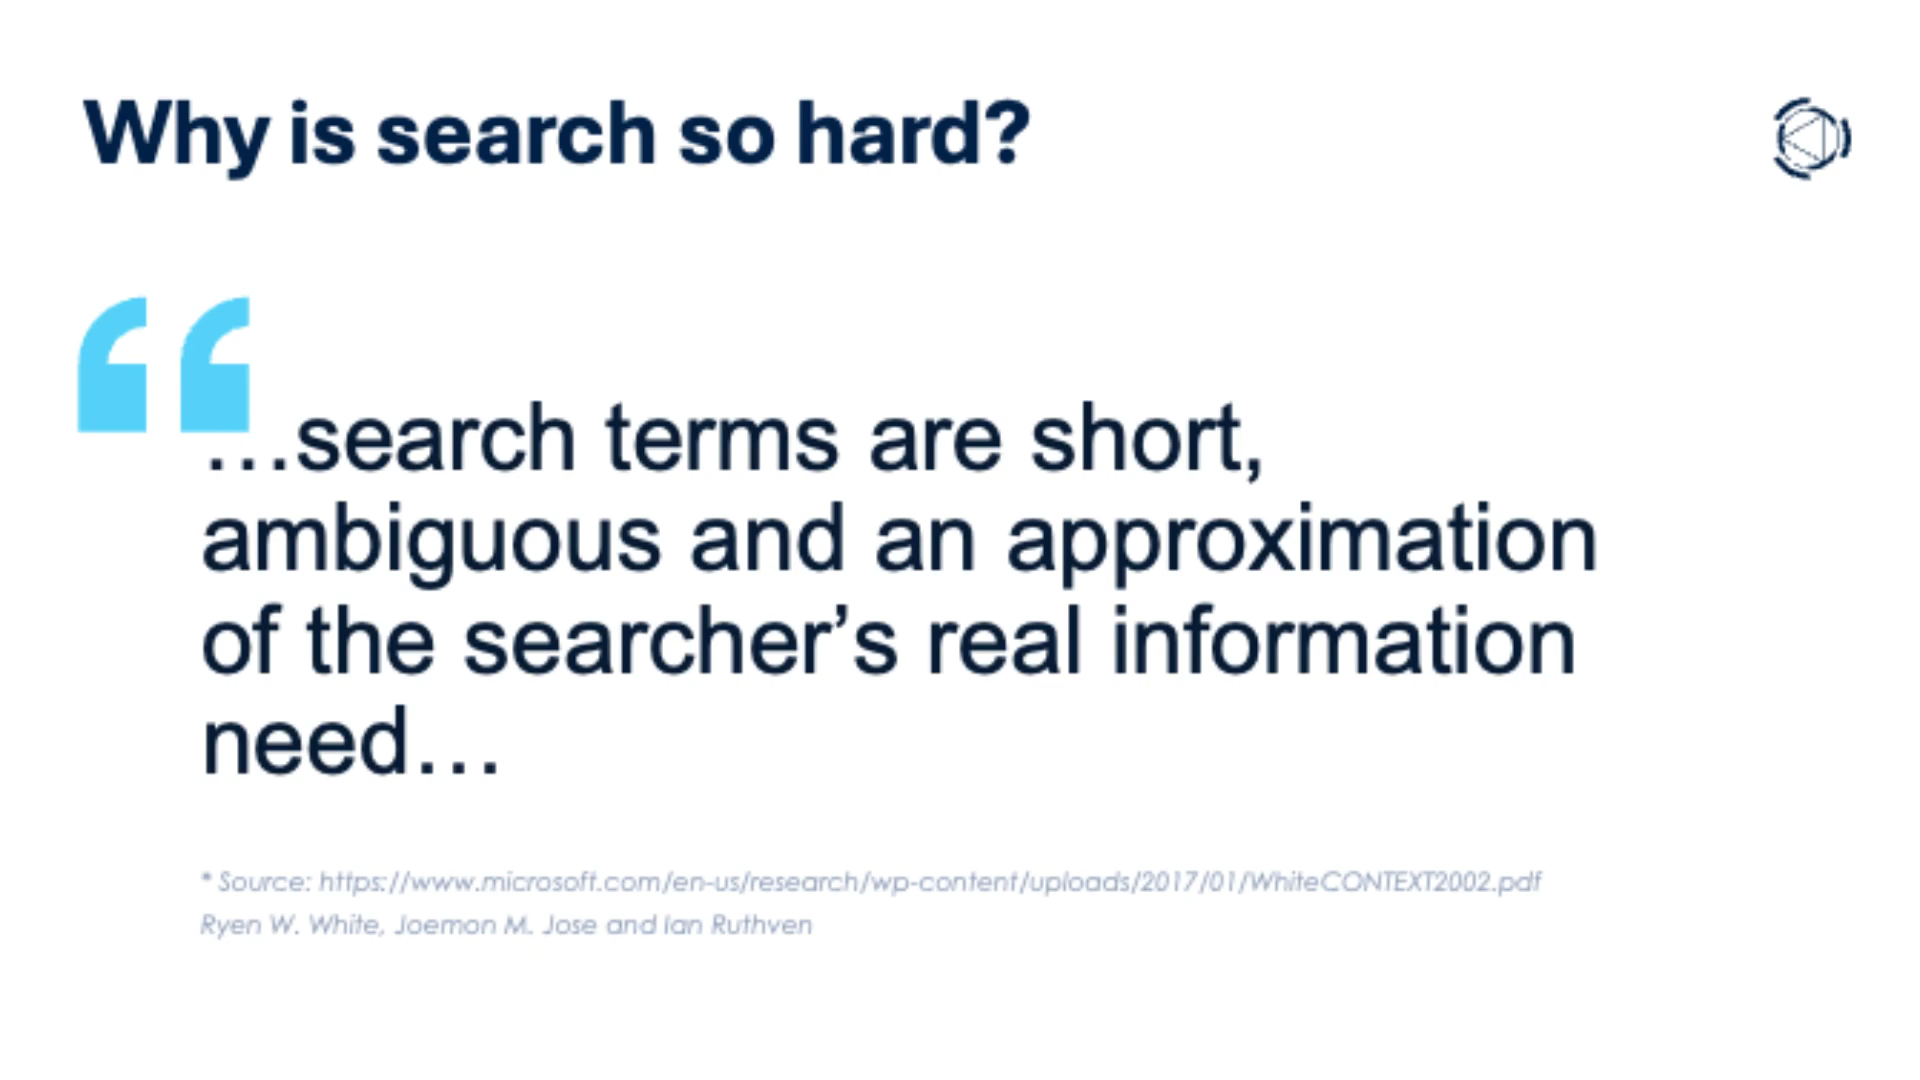 Why is search so hard?
“
…search terms are short,
ambiguous and an approximation
of the searcher’s real information
need…
* Source: https://www.microsoft.com/en-us/research/wp-content/uploads/2017/01/WhiteCONTEXT2002.pdf
Ryen W. White, Joemon M. Jose and Ian Ruthven